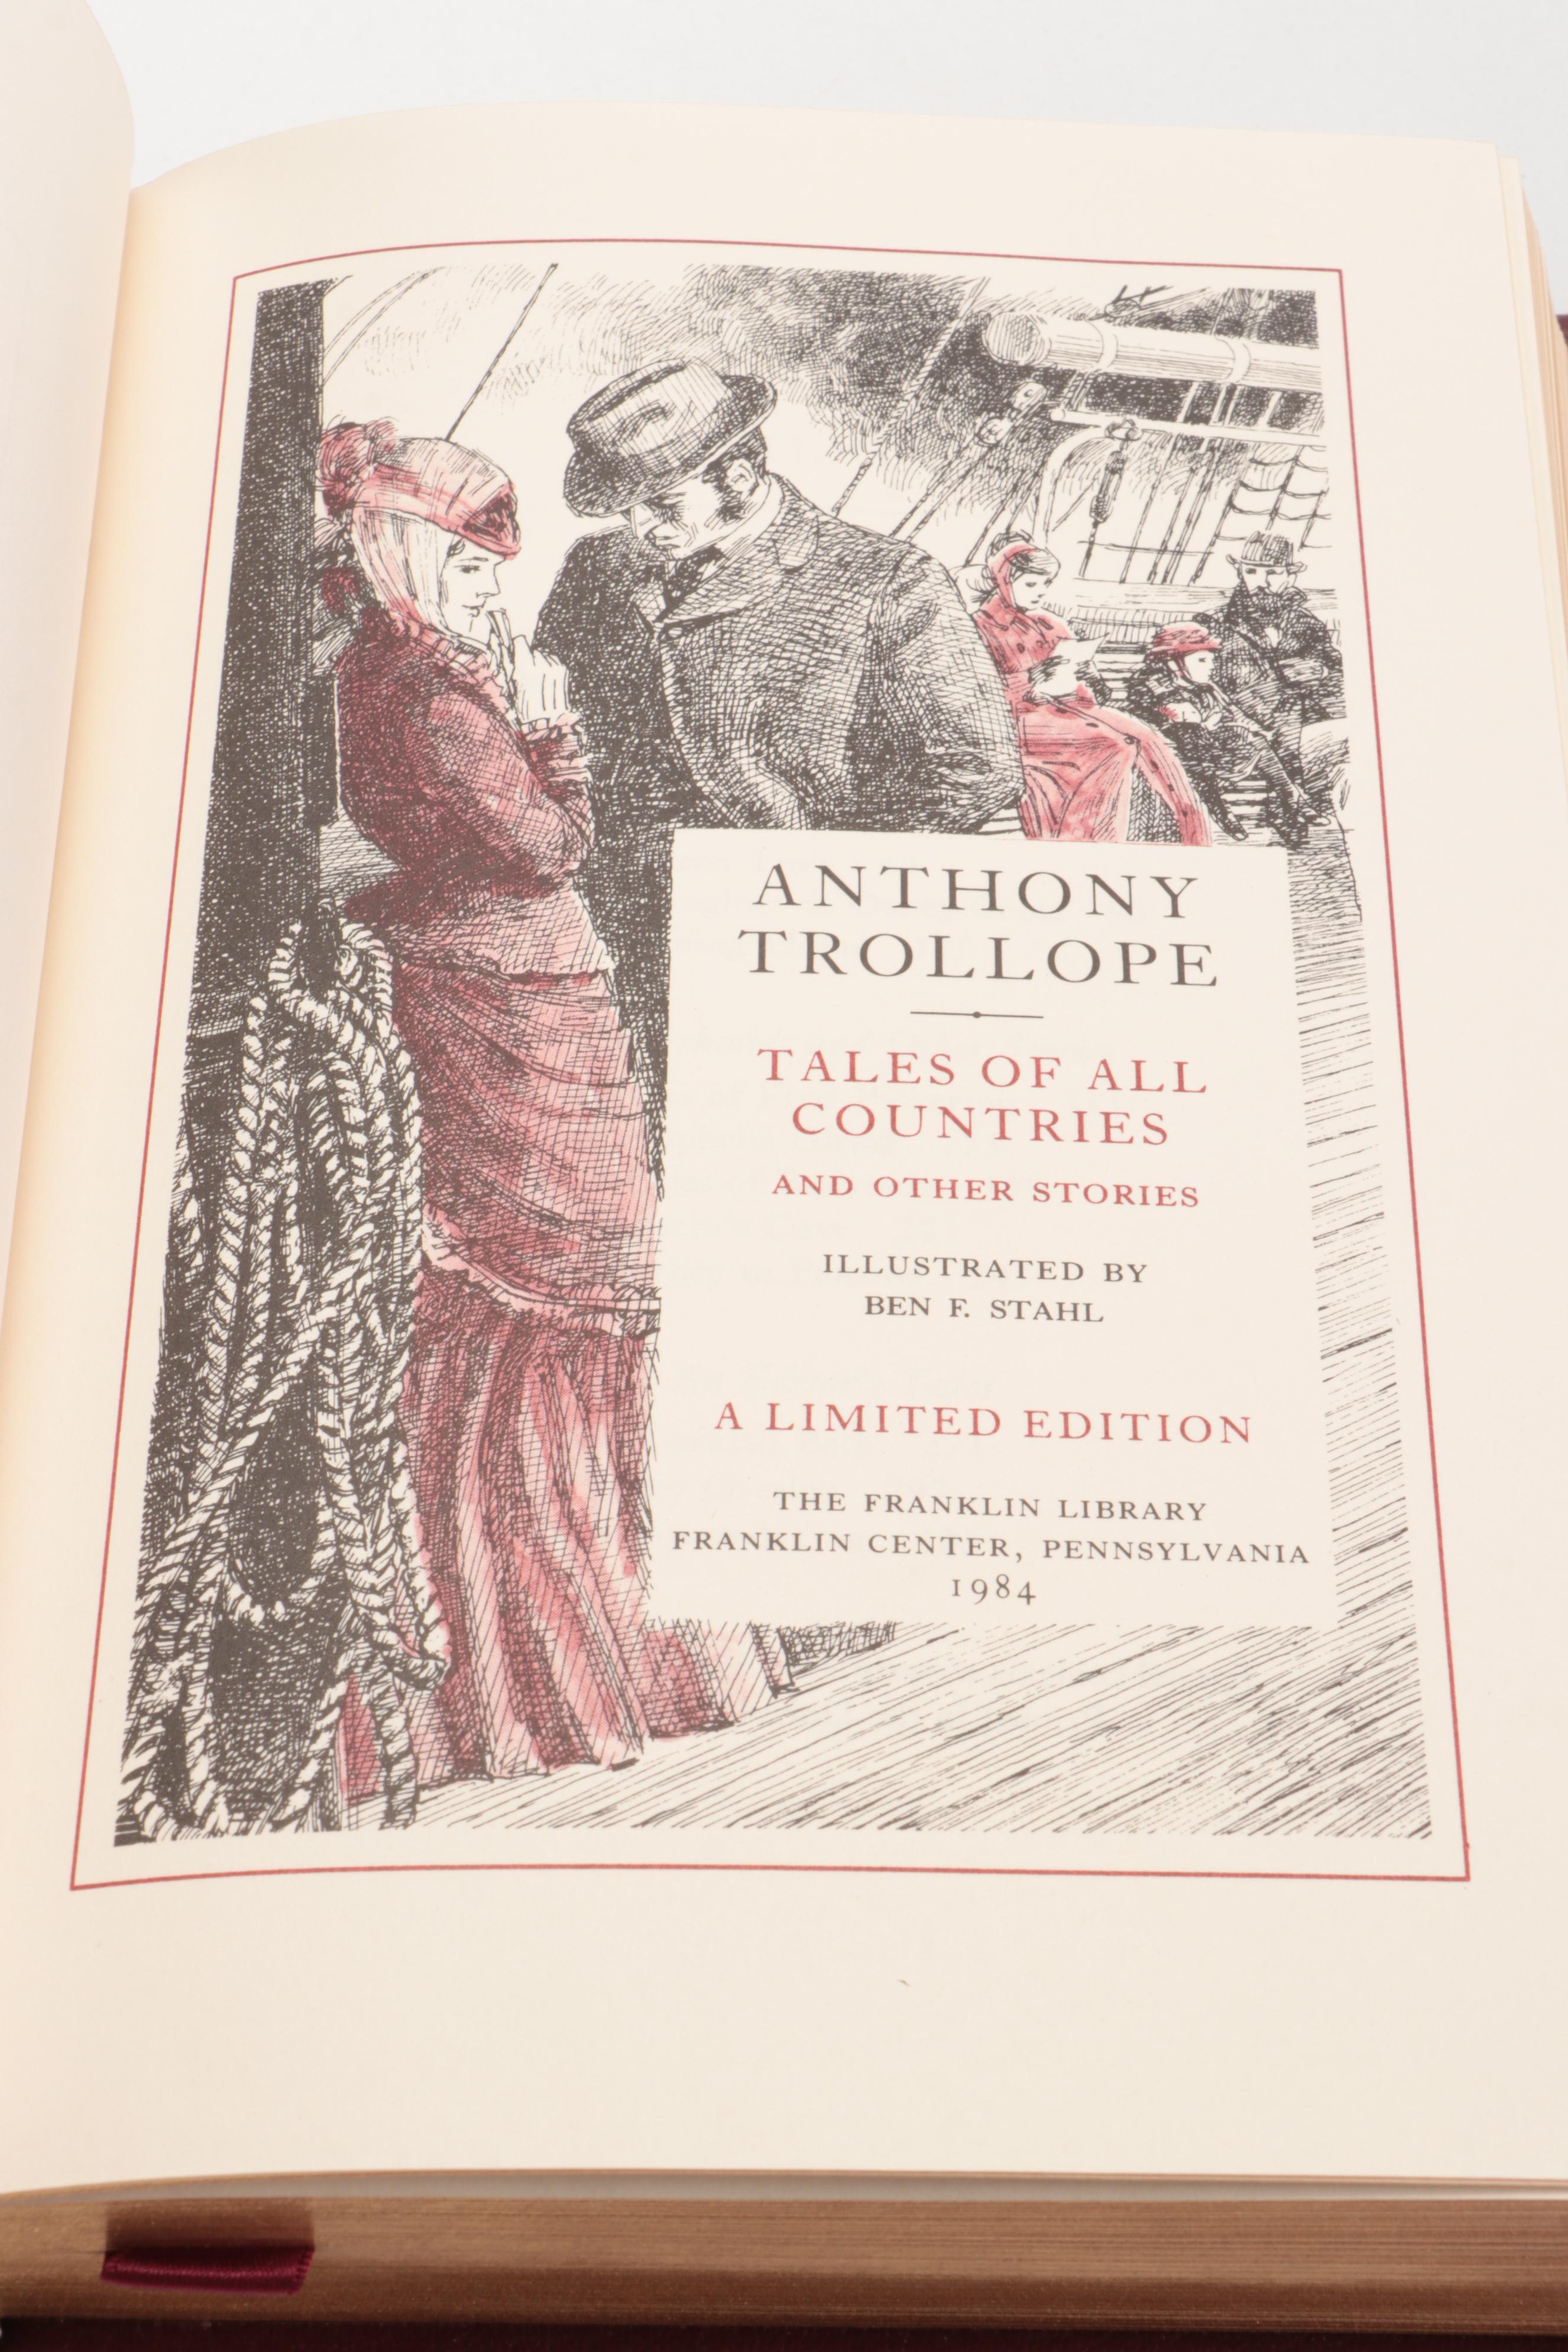 ANTHONY
TROLLOPE
TALES OF ALL
COUNTRIES
AND OTHER STORIES
ILLUSTRATED BY
BEN F. STAHL
A LIMITED EDITION
THE FRANKLIN LIBRARY
FRANKLIN CENTER, PENNSYLVANIA
1984